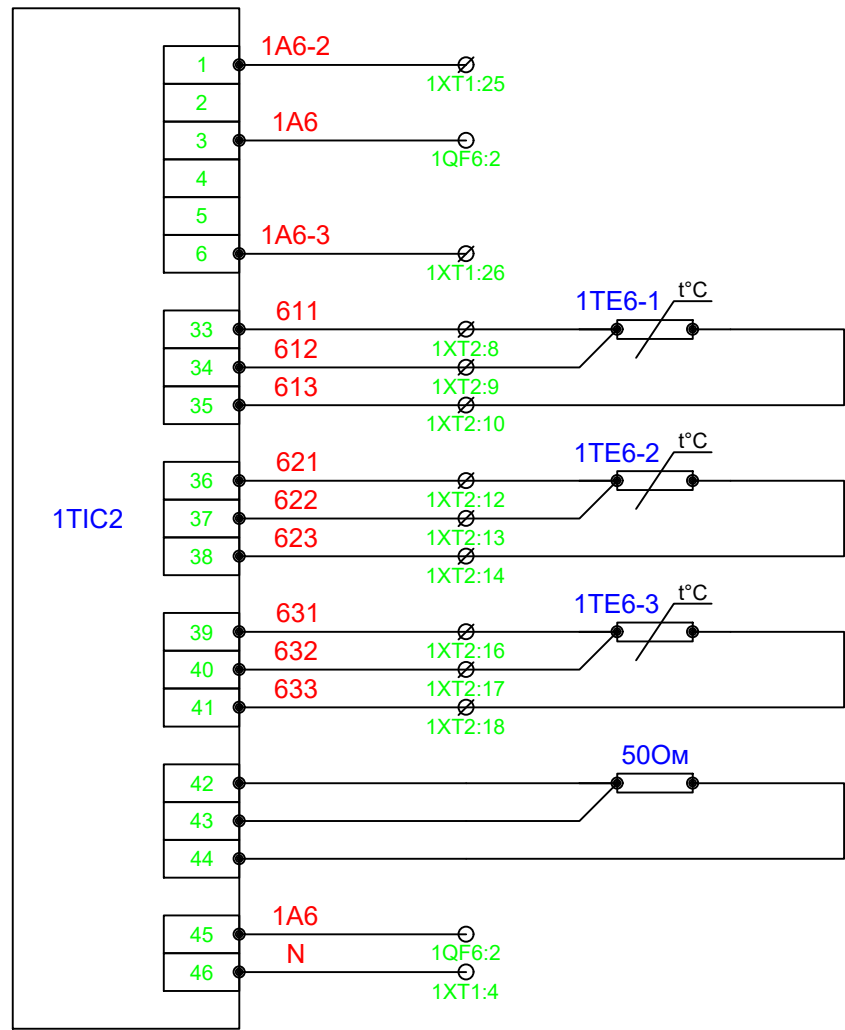 1A6-2
1
1XT1:25
2
1A6
3
1QF6:2
4
5
1A6-3
6
1XT1:26
1TE6-1
t°C
611
33
1XT2:8
612
34
1XT2:9
613
35
1XT2:10
1TE6-2
t°C
621
36
1XT2:12
622
37
1XT2:13
1TIC2
623
38
1XT2:14
1TE6-3
t°C
631
39
1XT2:16
632
40
1XT2:17
633
41
1XT2:18
50Ом
42
43
44
1A6
45
1QF6:2
N
46
1XT1:4